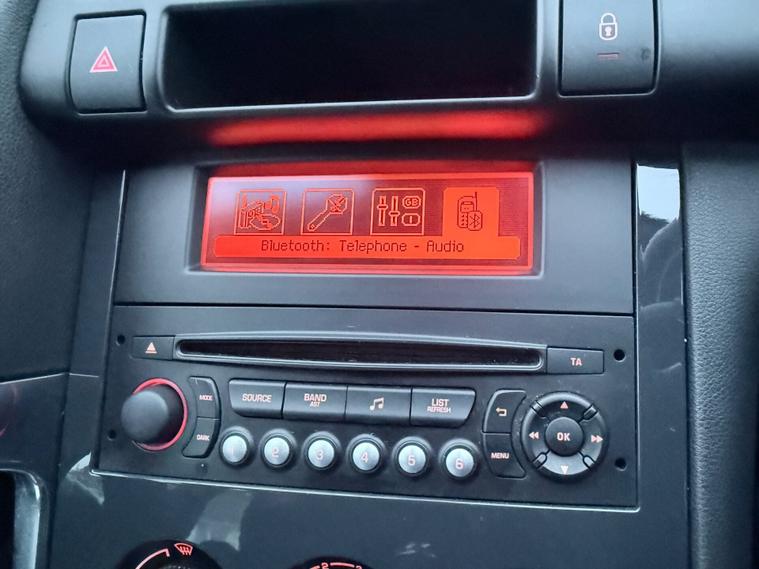 GB
Bluetooth: Telephone - Audio
TA
MODE
SOURCE
BAND
AST
LIST
REFRESH
DARK
MENU
OK
1
2
3
4
5
6